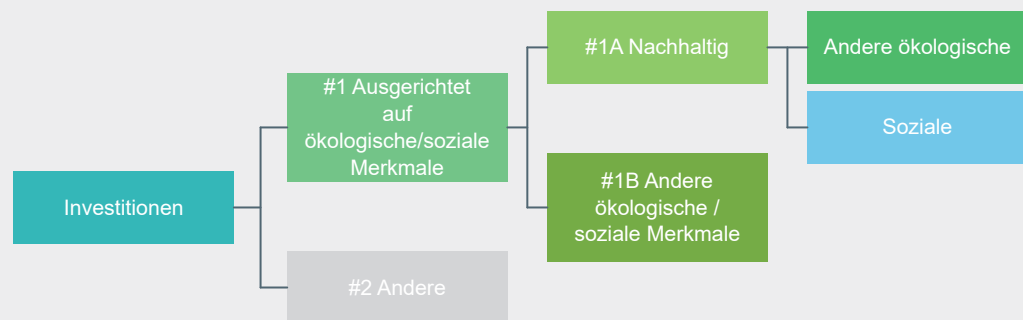 Investitionen
#1 Ausgerichtet
auf
ökologische/soziale
Merkmale
#2 Andere
#1A Nachhaltig
#1B Andere
ökologische /
soziale Merkmale
Andere ökologische
Soziale